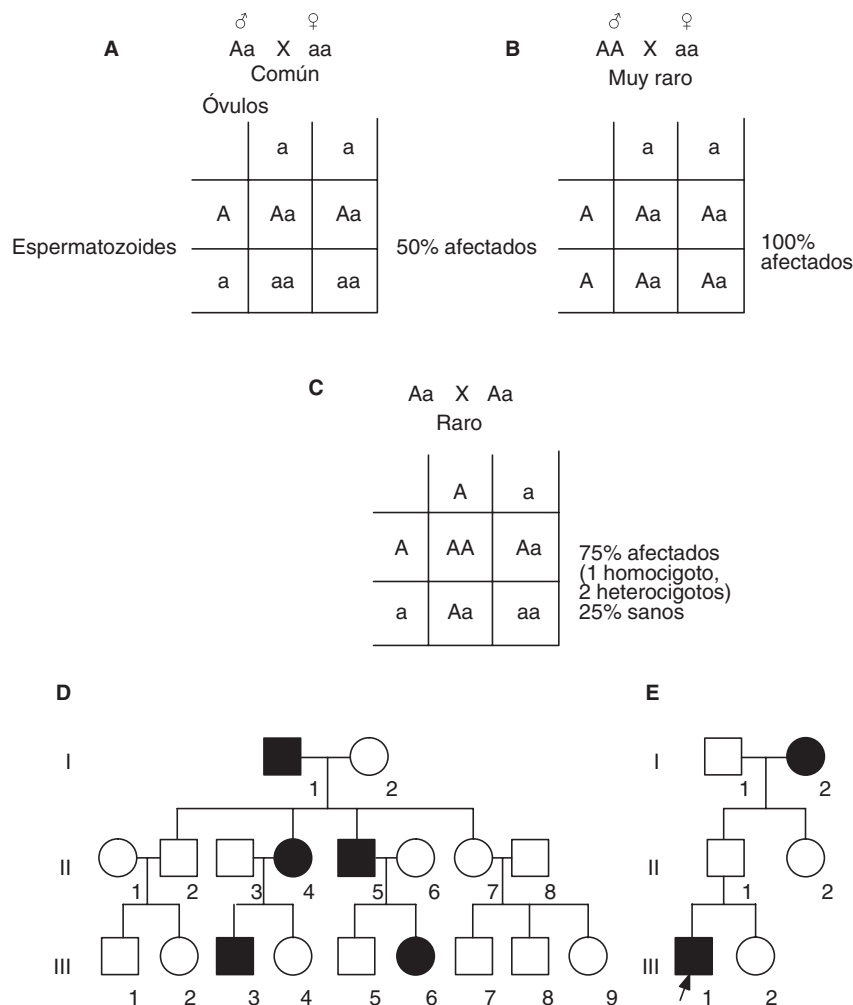 A
♂ ♀
Aa X aa
Común
Óvulos
a a
A Aa Aa
Espermatozoides
a aa aa
50% afectados
B
♂ ♀
AA X aa
Muy raro
a a
A Aa Aa
A Aa Aa
100%
afectados
C
Aa X Aa
Raro
A a
A AA Aa
a Aa aa
75% afectados
(1 homocigoto,
2 heterocigotos)
25% sanos
D
I
1 2
II
1 2 3 4 5 6 7 8
III
1 2 3 4 5 6 7 8 9
E
I
1 2
II
1 2
III
1 2